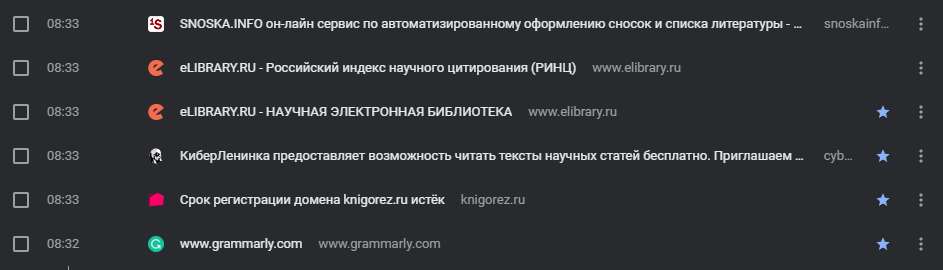 08:33 SNOSKA.INFO он-лайн сервис по автоматизированному оформлению сносок и списка литературы - ... snoskainf...
08:33 eLIBRARY.RU - Российский индекс научного цитирования (РИНЦ) www.elibrary.ru
08:33 eLIBRARY.RU - НАУЧНАЯ ЭЛЕКТРОННАЯ БИБЛИОТЕКА www.elibrary.ru
08:33 КиберЛенинка предоставляет возможность читать тексты научных статей бесплатно. Приглашаем ... cyb...
08:33 Срок регистрации домена knigorez.ru истёк knigorez.ru
08:32 www.grammarly.com www.grammarly.com